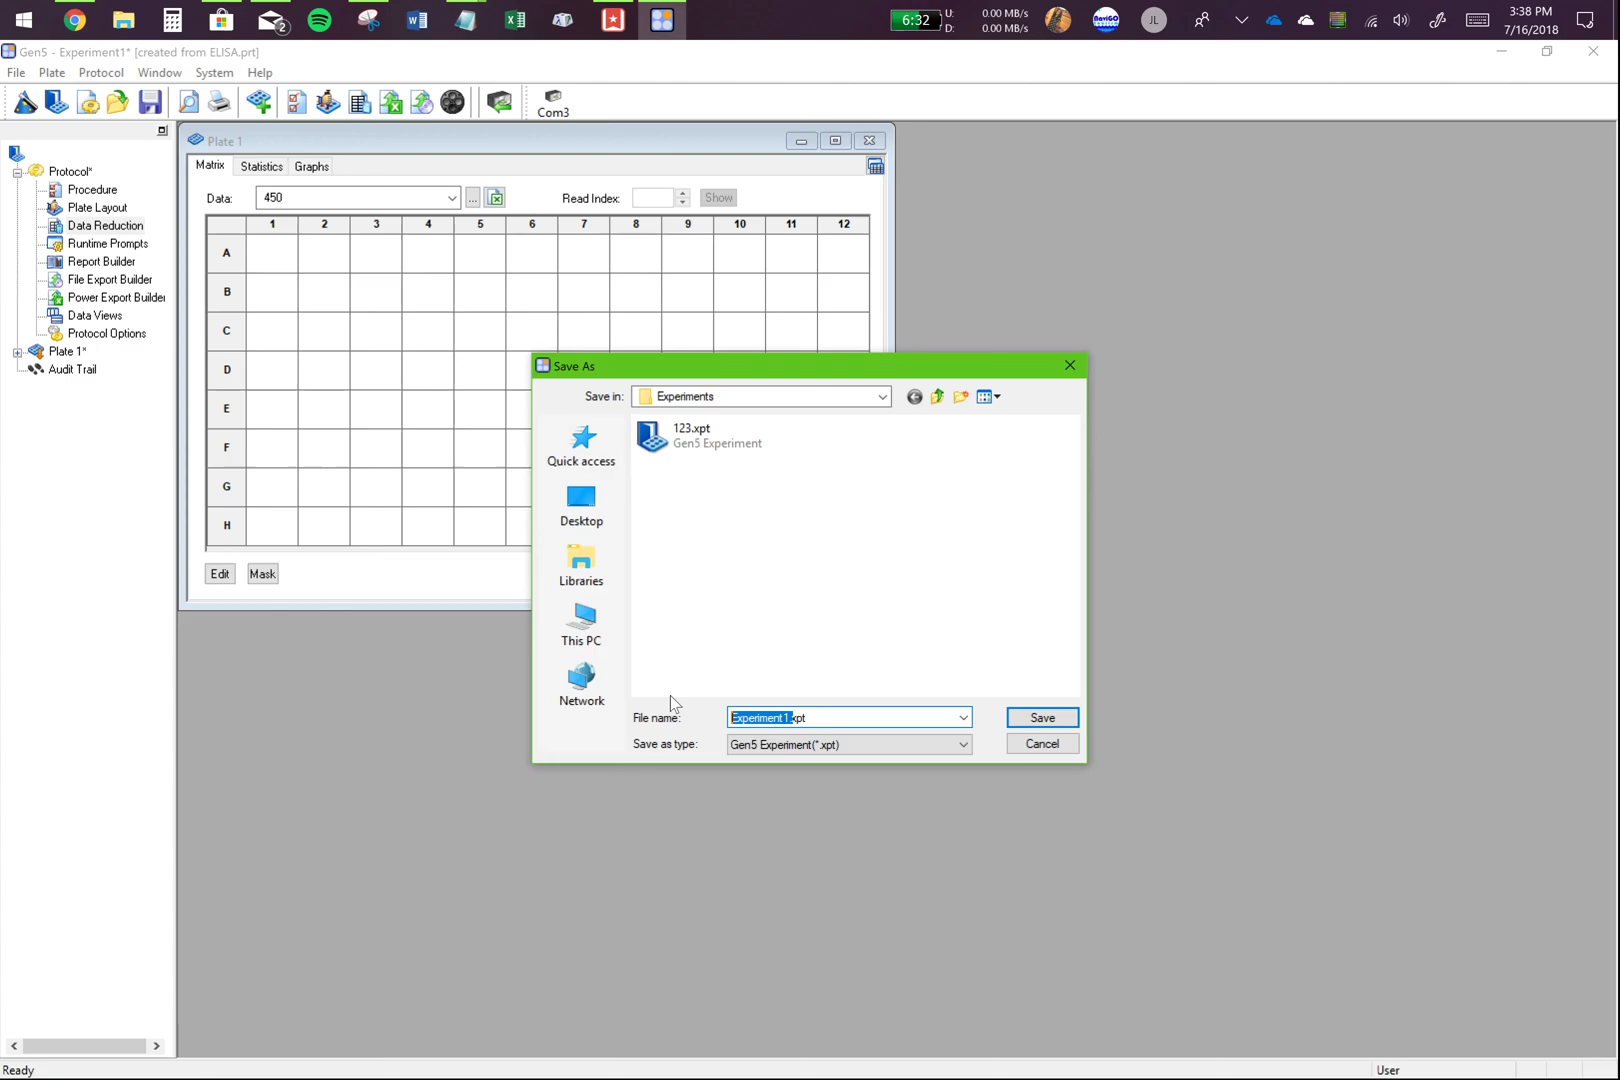 6:32
U:
D:
0.00 MB/s
0.00 MB/s
NaviGO
JL
3:38 PM
7/16/2018
2
Gen5 - Experiment1* [created from ELISA.prt]
File Plate Protocol Window System Help
Com3
Protocol*
Procedure
Plate Layout
Data Reduction
Runtime Prompts
Report Builder
File Export Builder
Power Export Builder
Data Views
Protocol Options
Plate 1*
Audit Trail
Plate 1
Matrix Statistics Graphs
Data: 450 ... Read Index: Show
1 2 3 4 5 6 7 8 9 10 11 12
A
B
C
D
E
F
G
H
Edit Mask
Save As
Save in: Experiments
Quick access
Desktop
Libraries
This PC
Network
123.xpt
Gen5 Experiment
File name: Experiment1.xpt Save
Save as type: Gen5 Experiment(*.xpt) Cancel
Ready User